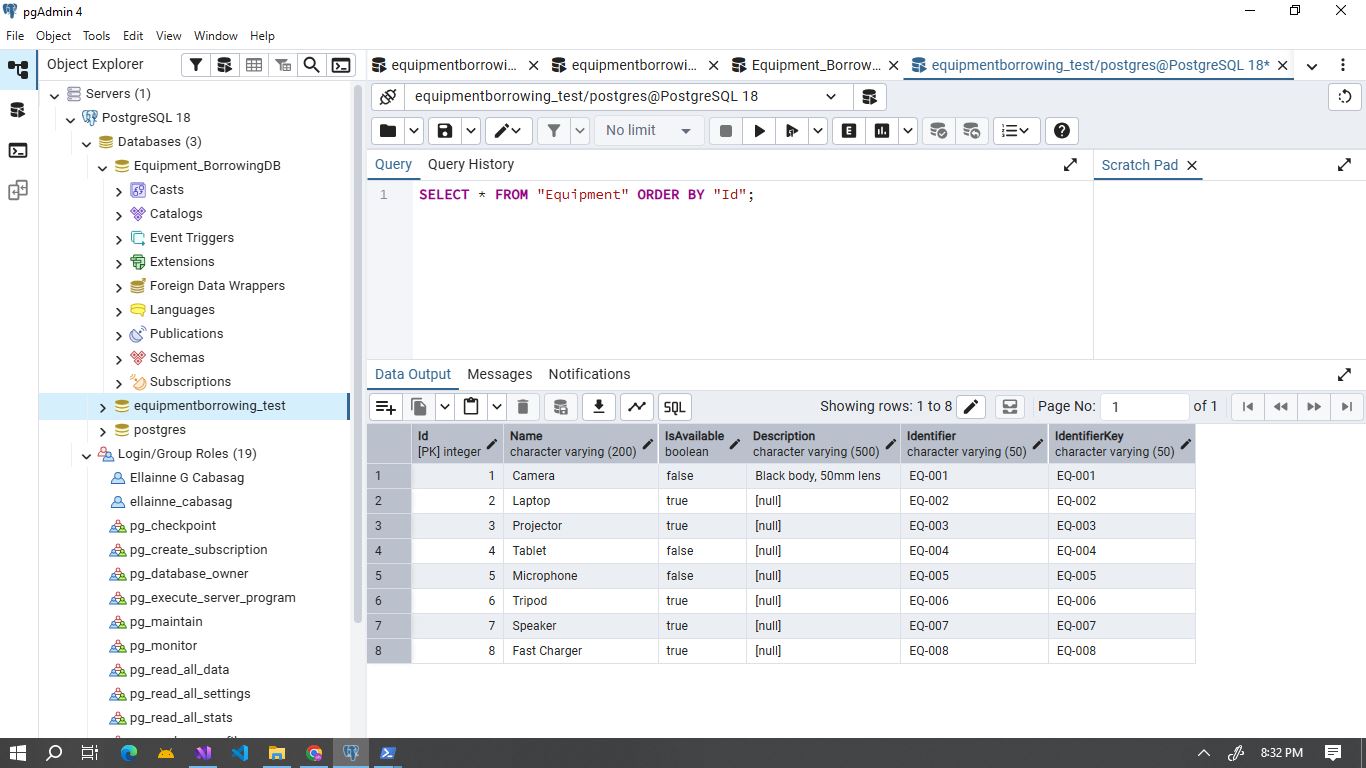 pgAdmin 4
File Object Tools Edit View Window Help
Object Explorer
equipmentborrowi...
equipmentborrowi...
Equipment_Borrow...
equipmentborrowing_test/postgres@PostgreSQL 18*
Servers (1)
PostgreSQL 18
Databases (3)
Equipment_BorrowingDB
Casts
Catalogs
Event Triggers
Extensions
Foreign Data Wrappers
Languages
Publications
Schemas
Subscriptions
equipmentborrowing_test
postgres
Login/Group Roles (19)
Ellainne G Cabasag
ellainne_cabasag
pg_checkpoint
pg_create_subscription
pg_database_owner
pg_execute_server_program
pg_maintain
pg_monitor
pg_read_all_data
pg_read_all_settings
pg_read_all_stats
equipmentborrowing_test/postgres@PostgreSQL 18
No limit
E
Query Query History
Scratch Pad
1 SELECT * FROM "Equipment" ORDER BY "Id";
Data Output Messages Notifications
SQL
Showing rows: 1 to 8
Page No: 1 of 1
Id Name IsAvailable Description Identifier IdentifierKey
[PK] integer character varying (200) boolean character varying (500) character varying (50) character varying (50)
1 1 Camera false Black body, 50mm lens EQ-001 EQ-001
2 2 Laptop true [null] EQ-002 EQ-002
3 3 Projector true [null] EQ-003 EQ-003
4 4 Tablet false [null] EQ-004 EQ-004
5 5 Microphone false [null] EQ-005 EQ-005
6 6 Tripod true [null] EQ-006 EQ-006
7 7 Speaker true [null] EQ-007 EQ-007
8 8 Fast Charger true [null] EQ-008 EQ-008
8:32 PM